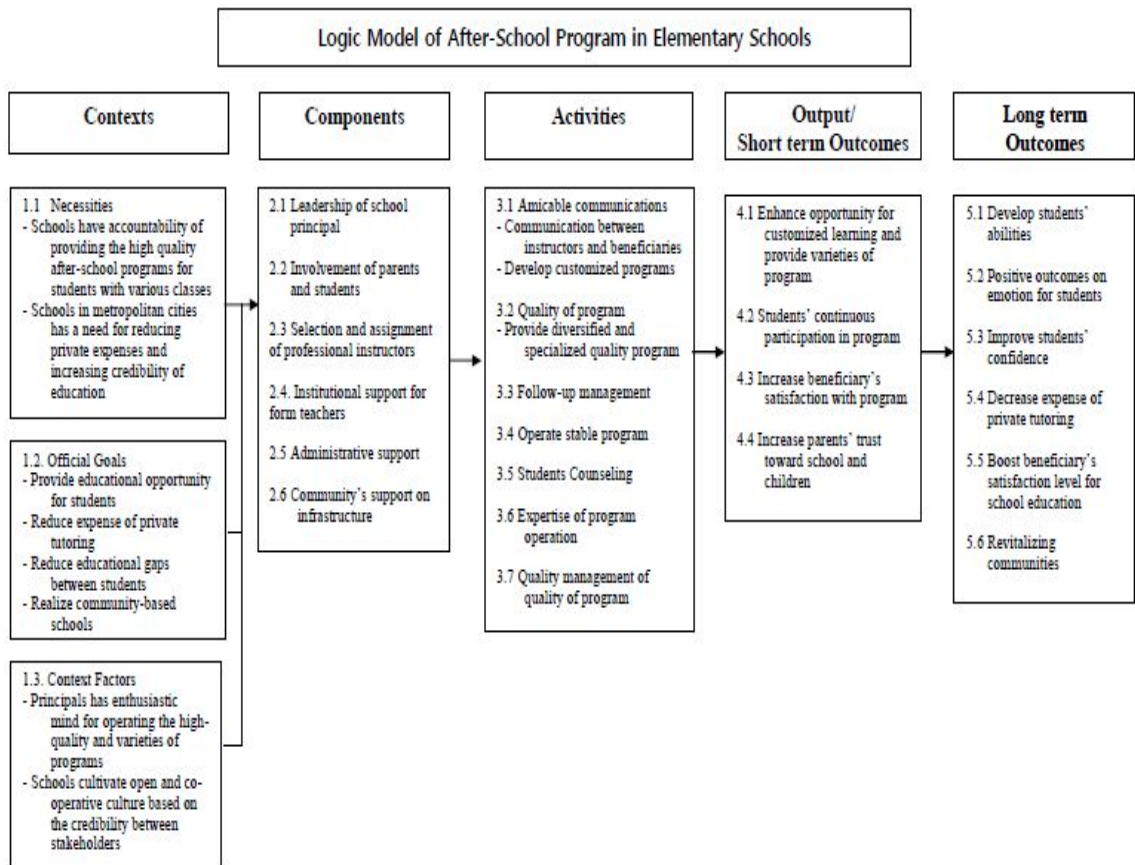 Logic Model of After-School Program in Elementary Schools
Contexts
1.1 Necessities
- Schools have accountability of
providing the high quality
after-school programs for
students with various classes
- Schools in metropolitan cities
has a need for reducing
private expenses and
increasing credibility of
education
1.2. Official Goals
- Provide educational opportunity
for students
- Reduce expense of private
tutoring
- Reduce educational gaps
between students
- Realize community-based
schools
1.3. Context Factors
- Principals has enthusiastic
mind for operating the high-
quality and varieties of
programs
- Schools cultivate open and co-
operative culture based on
the credibility between
stakeholders
Components
2.1 Leadership of school
principal
2.2 Involvement of parents
and students
2.3 Selection and assignment
of professional instructors
2.4. Institutional support for
form teachers
2.5 Administrative support
2.6 Community's support on
infrastructure
Activities
3.1 Amicable communications
- Communication between
instructors and beneficiaries
- Develop customized programs
3.2 Quality of program
- Provide diversified and
specialized quality program
3.3 Follow-up management
3.4 Operate stable program
3.5 Students Counseling
3.6 Expertise of program
operation
3.7 Quality management of
quality of program
Output/
Short term Outcomes
4.1 Enhance opportunity for
customized learning and
provide varieties of
program
4.2 Students' continuous
participation in program
4.3 Increase beneficiary's
satisfaction with program
4.4 Increase parents' trust
toward school and
children
Long term
Outcomes
5.1 Develop students'
abilities
5.2 Positive outcomes on
emotion for students
5.3 Improve students'
confidence
5.4 Decrease expense of
private tutoring
5.5 Boost beneficiary's
satisfaction level for
school education
5.6 Revitalizing
communities